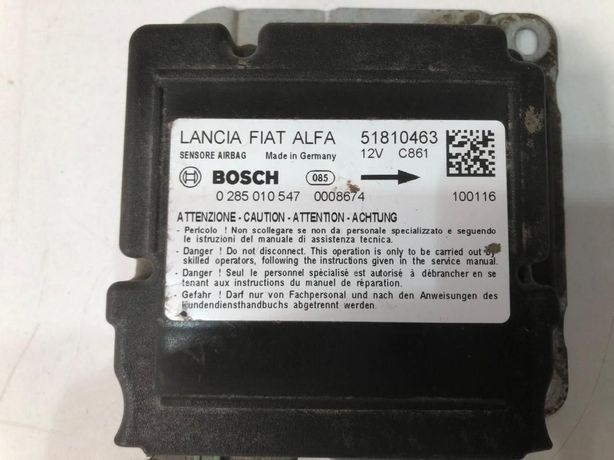 LANCIA FIAT ALFA 51810463
SENSORE AIRBAG Made in Germany 12V C861
BOSCH 085
0 285 010 547 0008674 100116
ATTENZIONE - CAUTION - ATTENTION - ACHTUNG
- Pericolo ! Non scollegare se non da personale specializzato e seguendo
le istruzioni del manuale di assistenza tecnica.
- Danger ! Do not disconnect. This operation is only to be carried out by
skilled operators, following the instructions given in the service manual.
- Danger ! Seul le personnel spécialisé est autorisé à débrancher en se
tenant aux instructions du manuel de réparation.
- Gefahr ! Darf nur von Fachpersonal und nach den Anweisungen des
Kundendiensthandbuchs abgetrennt werden.